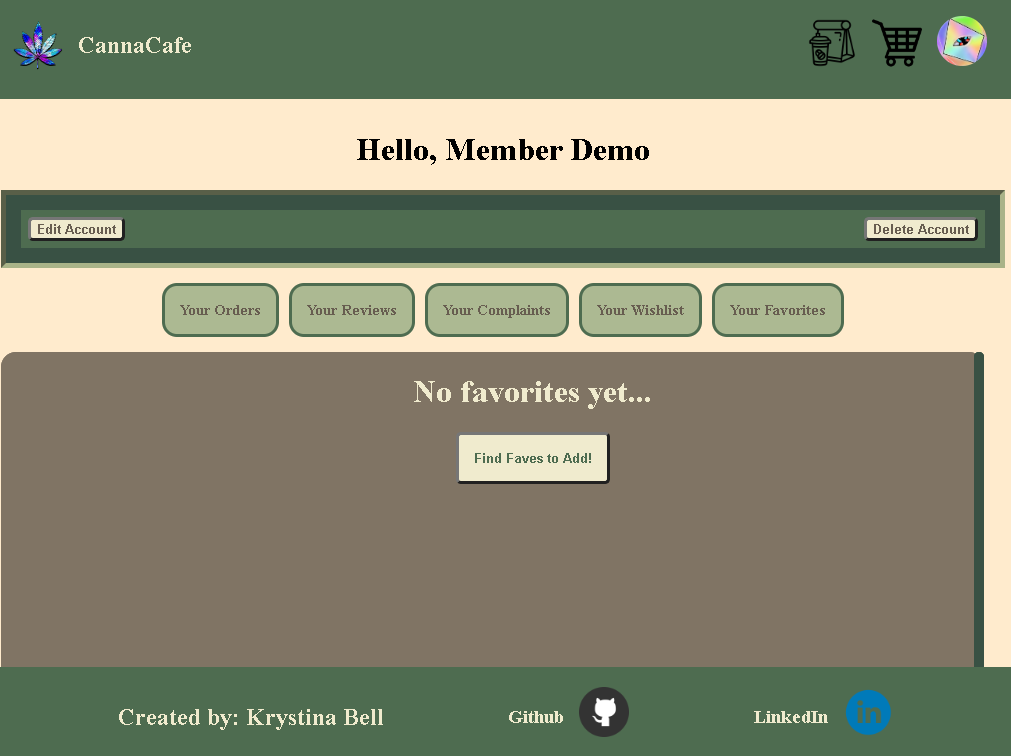 CannaCafe
Hello, Member Demo
Edit Account
Delete Account
Your Orders
Your Reviews
Your Complaints
Your Wishlist
Your Favorites
No favorites yet...
Find Faves to Add!
Created by: Krystina Bell
Github
LinkedIn
in